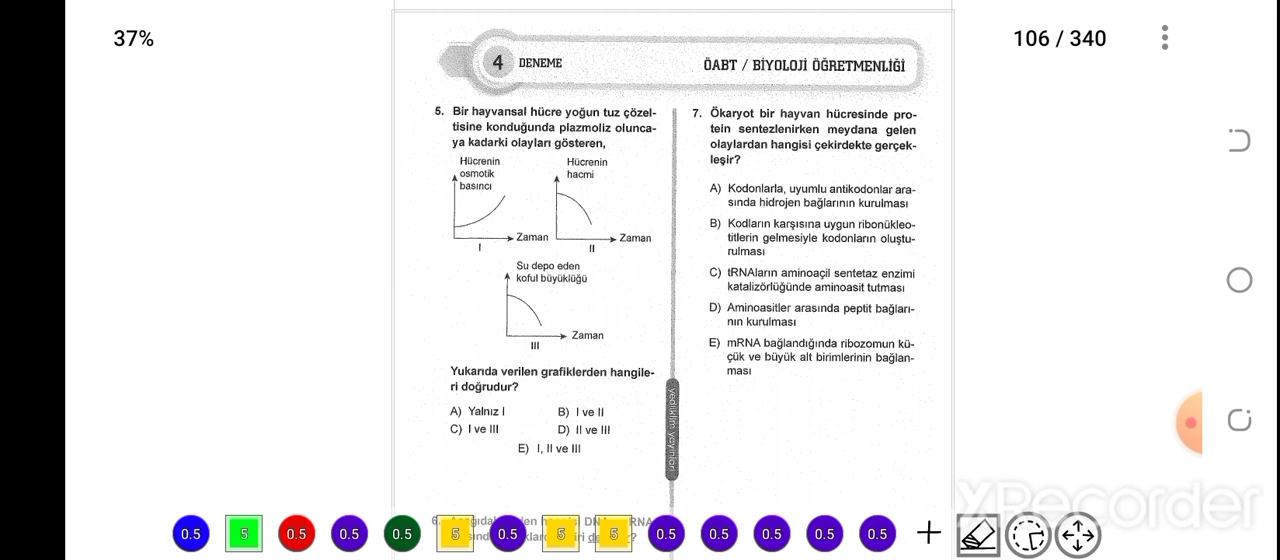 37%
106 / 340
4 DENEME
ÖABT / BİYOLOJİ ÖĞRETMENLİĞİ
5. Bir hayvansal hücre yoğun tuz çözel-
tisine konduğunda plazmoliz olunca-
ya kadarki olayları gösteren,
Hücrenin
osmotik
basıncı
Zaman
I
Hücrenin
hacmi
Zaman
II
Su depo eden
koful büyüklüğü
Zaman
III
Yukarıda verilen grafiklerden hangile-
ri doğrudur?
A) Yalnız I
B) I ve II
C) I ve III
D) II ve III
E) I, II ve III
7. Ökaryot bir hayvan hücresinde pro-
tein sentezlenirken meydana gelen
olaylardan hangisi çekirdekte gerçek-
leşir?
A) Kodonlarla, uyumlu antikodonlar ara-
sında hidrojen bağlarının kurulması
B) Kodların karşısına uygun ribonükleo-
titlerin gelmesiyle kodonların oluştu-
rulması
C) tRNAların aminoaçil sentetaz enzimi
katalizörlüğünde aminoasit tutması
D) Aminoasitler arasında peptit bağları-
nın kurulması
E) mRNA bağlandığında ribozomun kü-
çük ve büyük alt birimlerinin bağlan-
ması
yediiklim yayınları
6.
0.5 5 0.5 0.5 0.5 5 0.5 5 5 0.5 0.5 0.5 0.5 0.5
XRecorder